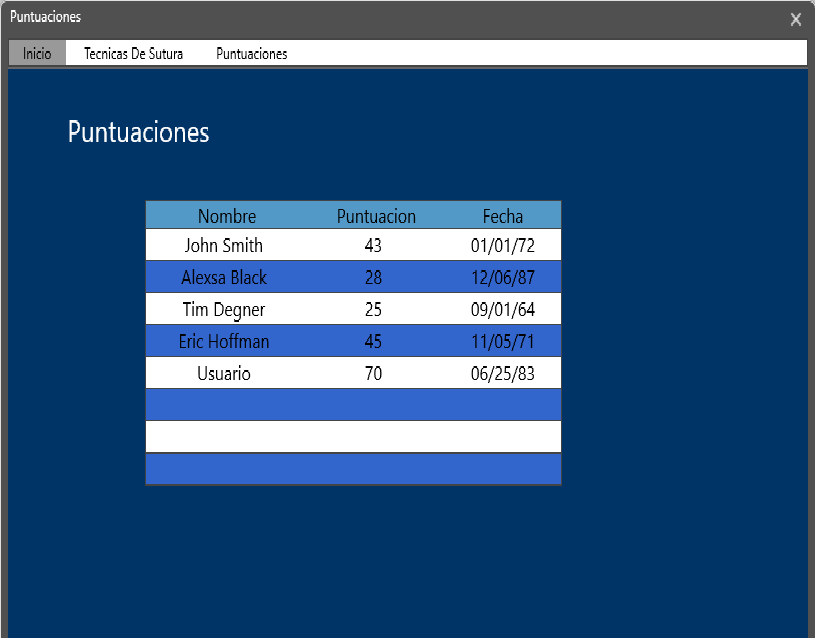 Puntuaciones
Inicio Tecnicas De Sutura Puntuaciones
Puntuaciones
Nombre Puntuacion Fecha
John Smith 43 01/01/72
Alexsa Black 28 12/06/87
Tim Degner 25 09/01/64
Eric Hoffman 45 11/05/71
Usuario 70 06/25/83